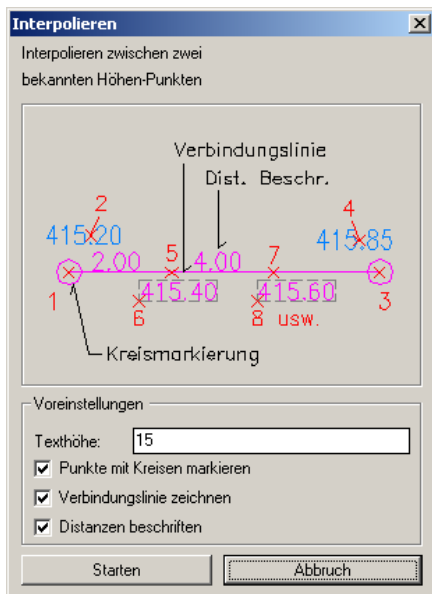 Interpolieren
Interpolieren zwischen zwei
bekannten Höhen-Punkten
Verbindungslinie
Dist. Beschr.
2
4
415.20
415.85
2.00
5
4.00
7
1
415.40
415.60
3
6
8 usw.
Kreismarkierung
Voreinstellungen
Texthöhe: 15
Punkte mit Kreisen markieren
Verbindungslinie zeichnen
Distanzen beschriften
Starten Abbruch